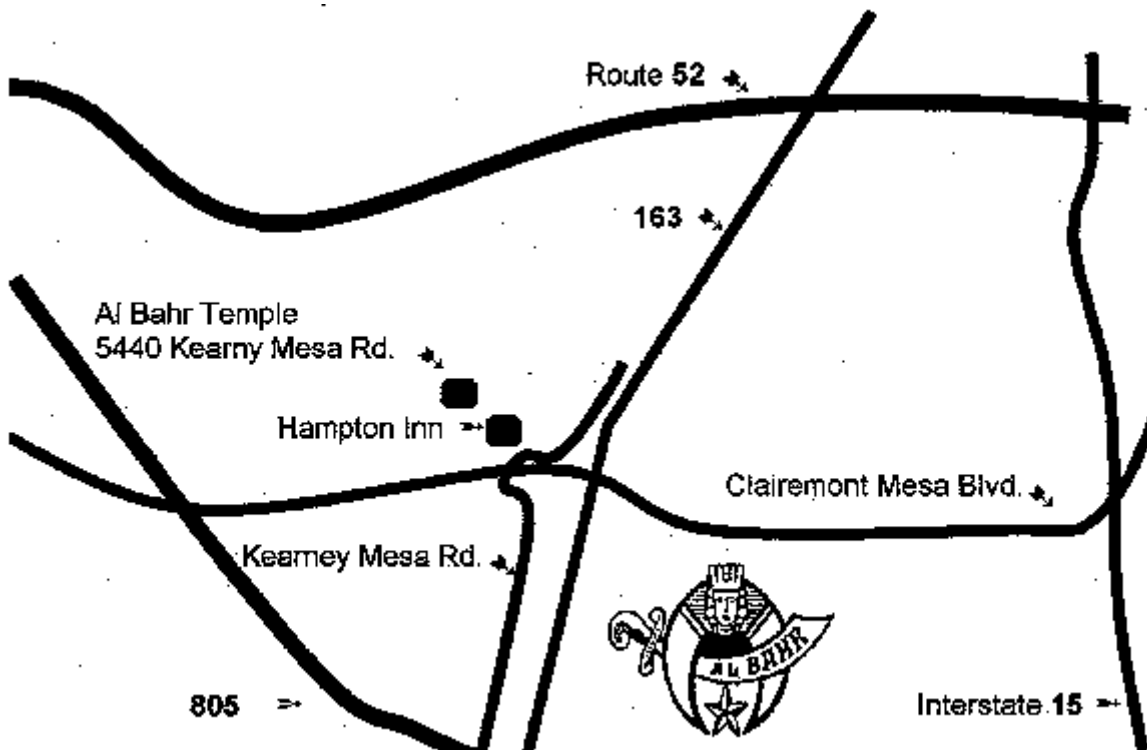 Route 52
163
Al Bahr Temple
5440 Kearny Mesa Rd.
Hampton Inn
Clairemont Mesa Blvd.
Kearney Mesa Rd.
AL BAHR
805
Interstate 15